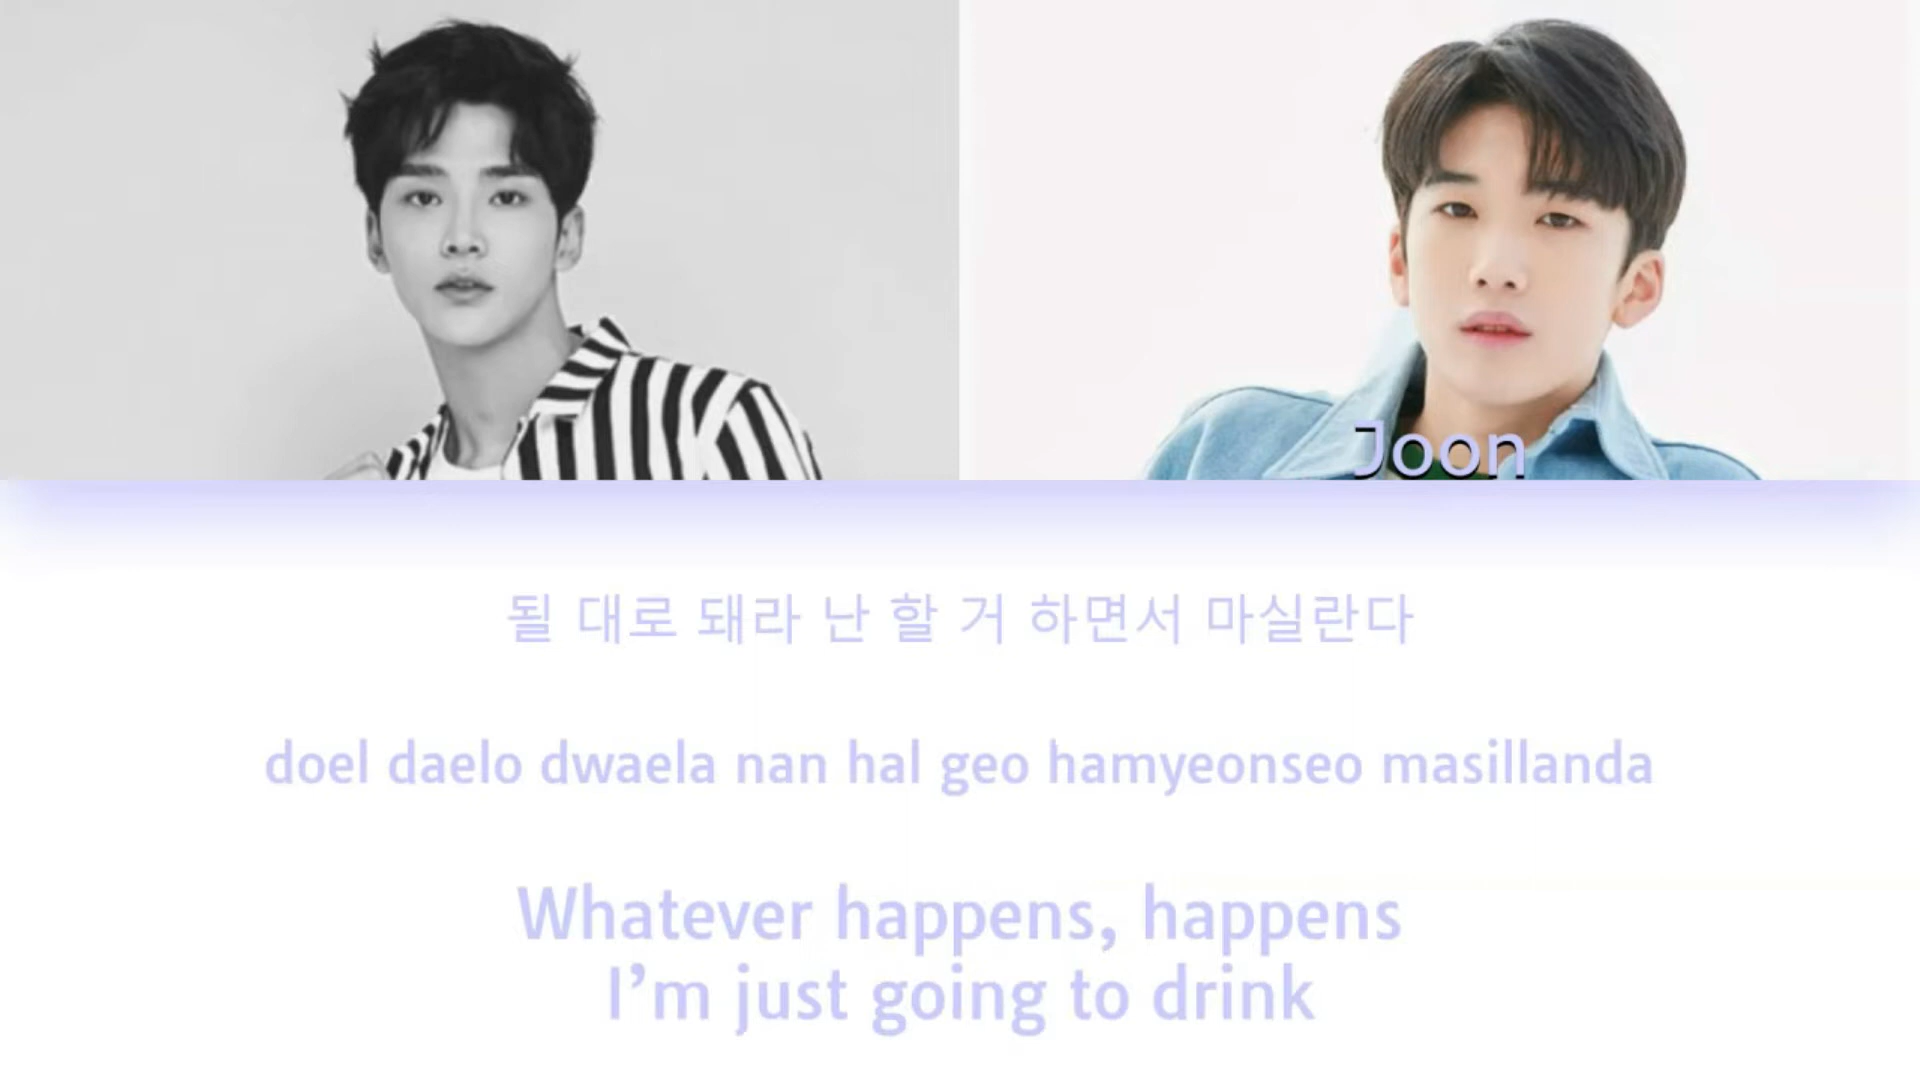 Joon
될 대로 돼라 난 할 거 하면서 마실란다
doel daelo dwaela nan hal geo hamyeonseo masillanda
Whatever happens, happens
I’m just going to drink